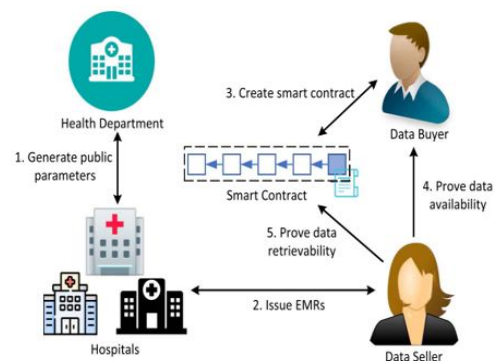 Health Department
1. Generate public
parameters
Hospitals
2. Issue EMRs
3. Create smart contract
Smart Contract
Data Buyer
4. Prove data
availability
5. Prove data
retrievability
Data Seller